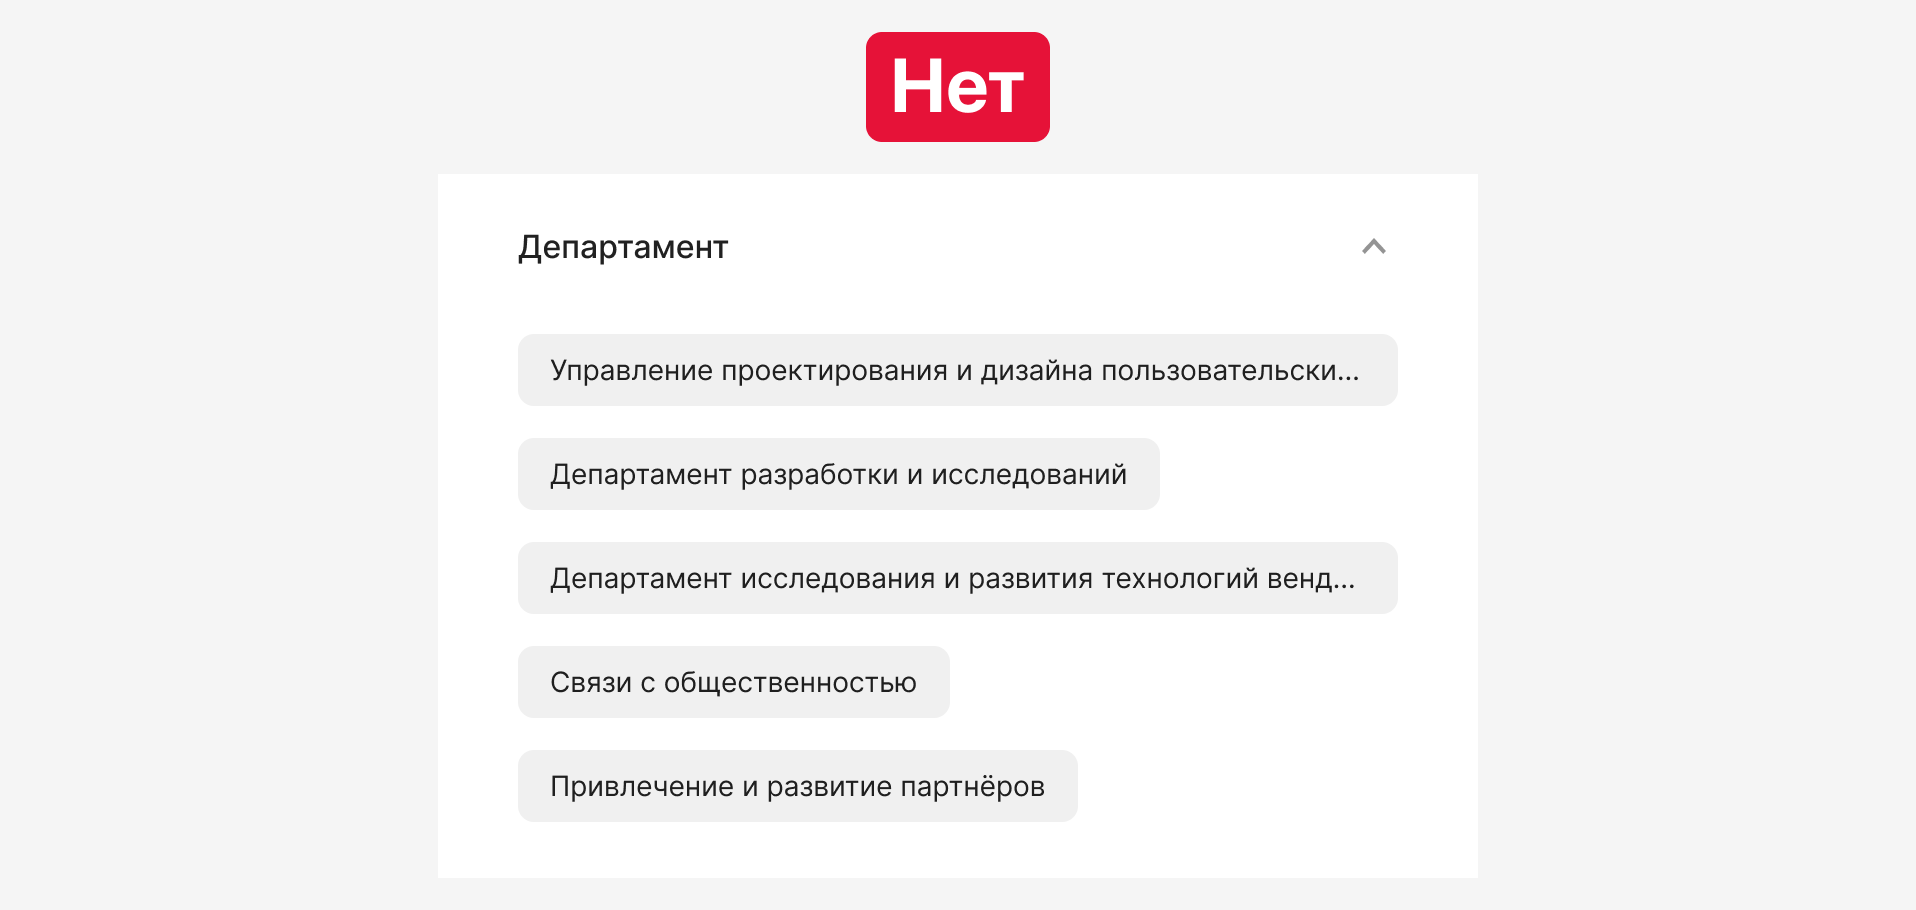 Нет
Департамент
Управление проектирования и дизайна пользовательски...
Департамент разработки и исследований
Департамент исследования и развития технологий венд...
Связи с общественностью
Привлечение и развитие партнёров